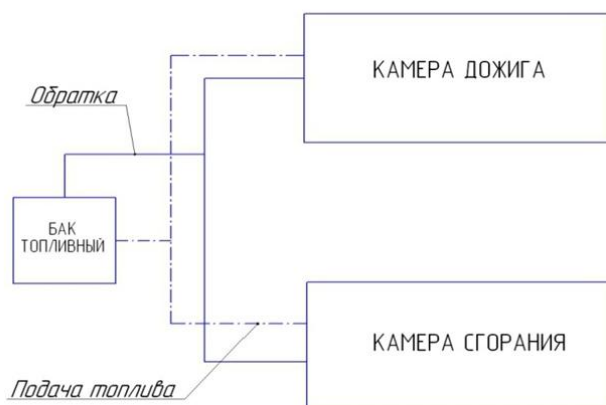 КАМЕРА ДОЖИГА
Обратка
БАК
ТОПЛИВНЫЙ
КАМЕРА СГОРАНИЯ
Подача топлива